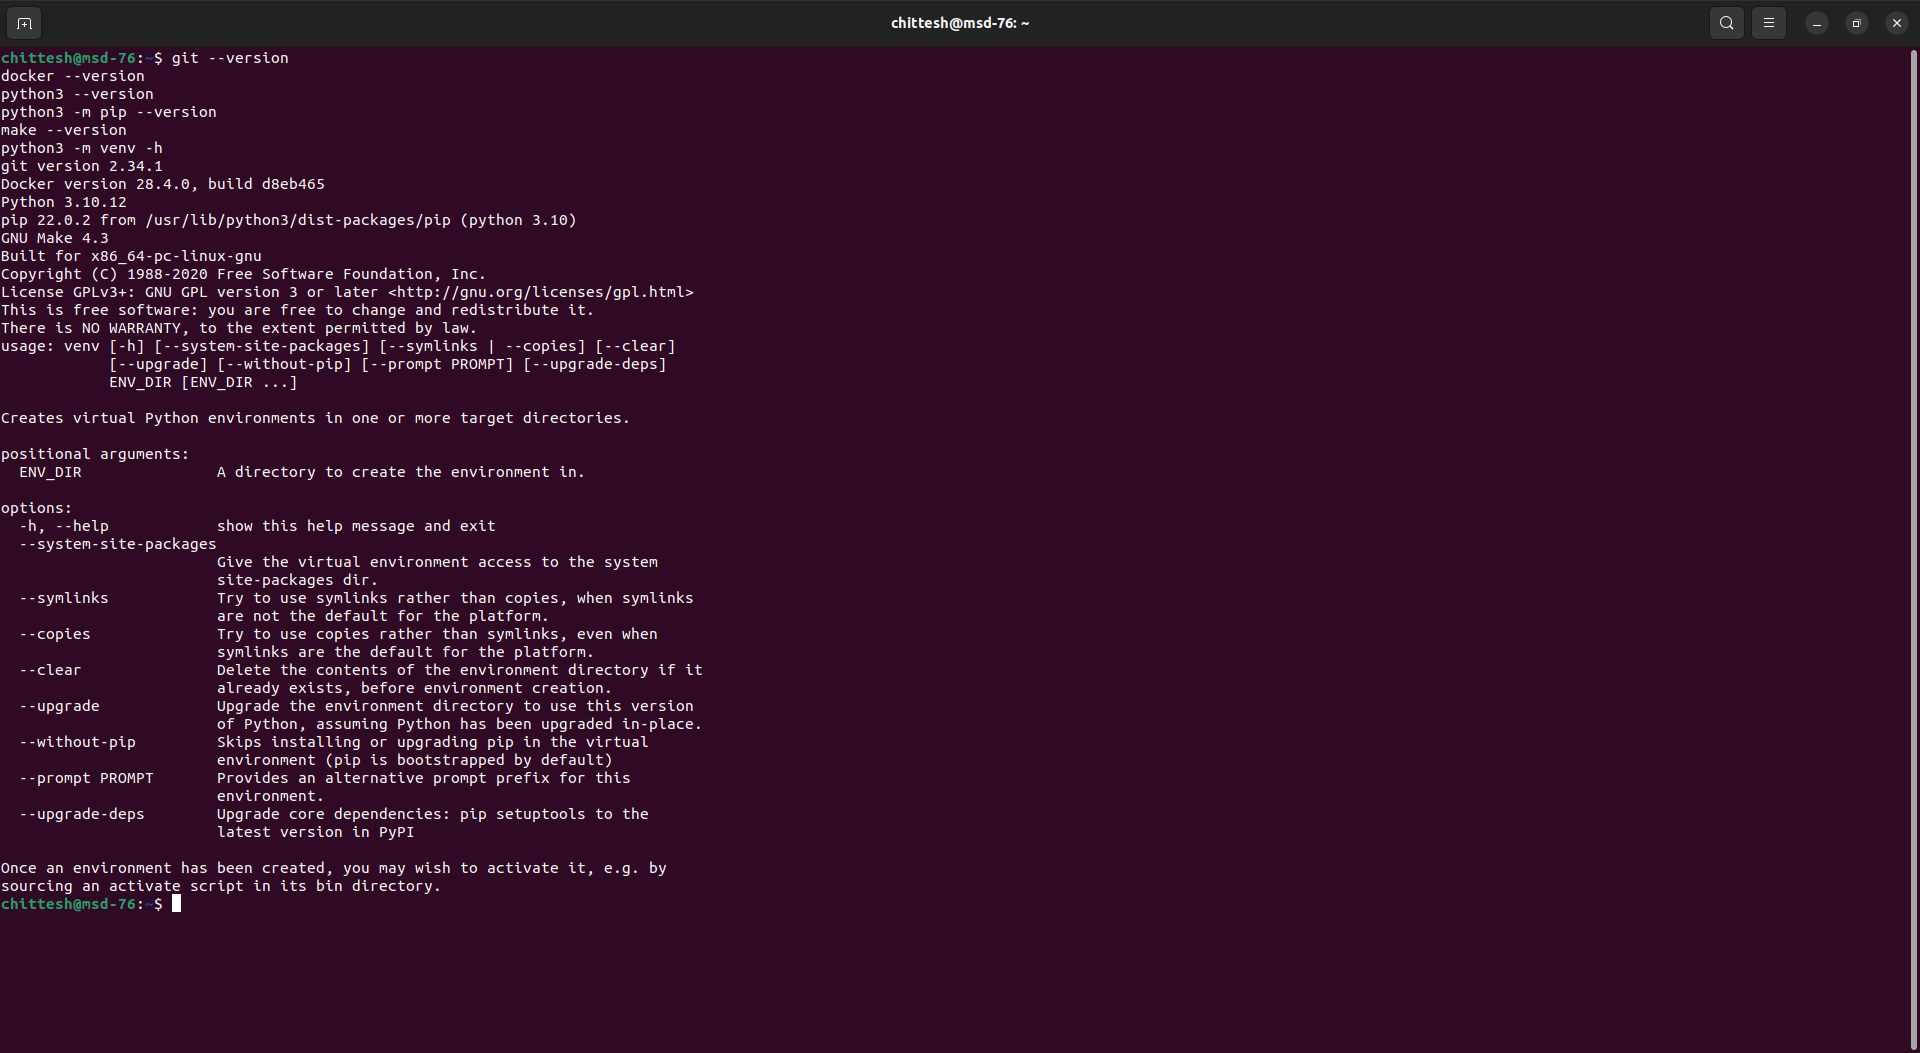 chittesh@msd-76: ~
chittesh@msd-76:~$ git --version
docker --version
python3 --version
python3 -m pip --version
make --version
python3 -m venv -h
git version 2.34.1
Docker version 28.4.0, build d8eb465
Python 3.10.12
pip 22.0.2 from /usr/lib/python3/dist-packages/pip (python 3.10)
GNU Make 4.3
Built for x86_64-pc-linux-gnu
Copyright (C) 1988-2020 Free Software Foundation, Inc.
License GPLv3+: GNU GPL version 3 or later <http://gnu.org/licenses/gpl.html>
This is free software: you are free to change and redistribute it.
There is NO WARRANTY, to the extent permitted by law.
usage: venv [-h] [--system-site-packages] [--symlinks | --copies] [--clear]
            [--upgrade] [--without-pip] [--prompt PROMPT] [--upgrade-deps]
            ENV_DIR [ENV_DIR ...]

Creates virtual Python environments in one or more target directories.

positional arguments:
  ENV_DIR               A directory to create the environment in.

options:
  -h, --help            show this help message and exit
  --system-site-packages
                        Give the virtual environment access to the system
                        site-packages dir.
  --symlinks            Try to use symlinks rather than copies, when symlinks
                        are not the default for the platform.
  --copies              Try to use copies rather than symlinks, even when
                        symlinks are the default for the platform.
  --clear               Delete the contents of the environment directory if it
                        already exists, before environment creation.
  --upgrade             Upgrade the environment directory to use this version
                        of Python, assuming Python has been upgraded in-place.
  --without-pip         Skips installing or upgrading pip in the virtual
                        environment (pip is bootstrapped by default)
  --prompt PROMPT       Provides an alternative prompt prefix for this
                        environment.
  --upgrade-deps        Upgrade core dependencies: pip setuptools to the
                        latest version in PyPI

Once an environment has been created, you may wish to activate it, e.g. by
sourcing an activate script in its bin directory.
chittesh@msd-76:~$